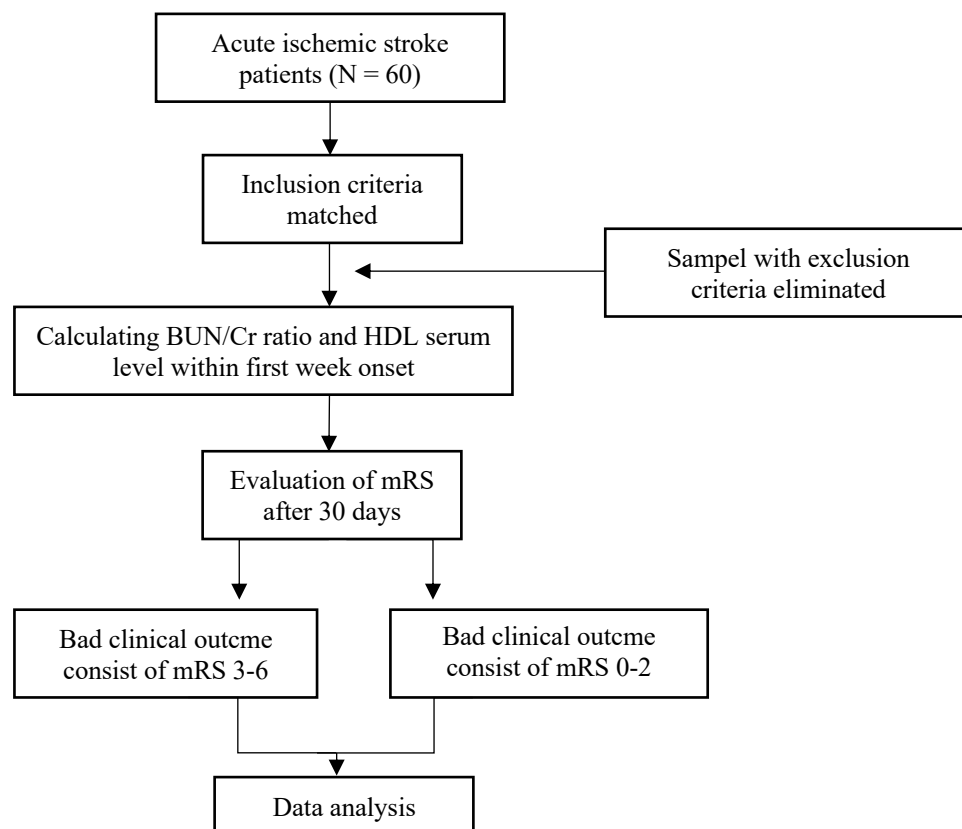 Acute ischemic stroke
patients (N = 60)
Inclusion criteria
matched
Sampel with exclusion
criteria eliminated
Calculating BUN/Cr ratio and HDL serum
level within first week onset
Evaluation of mRS
after 30 days
Bad clinical outcme
consist of mRS 3-6
Bad clinical outcme
consist of mRS 0-2
Data analysis